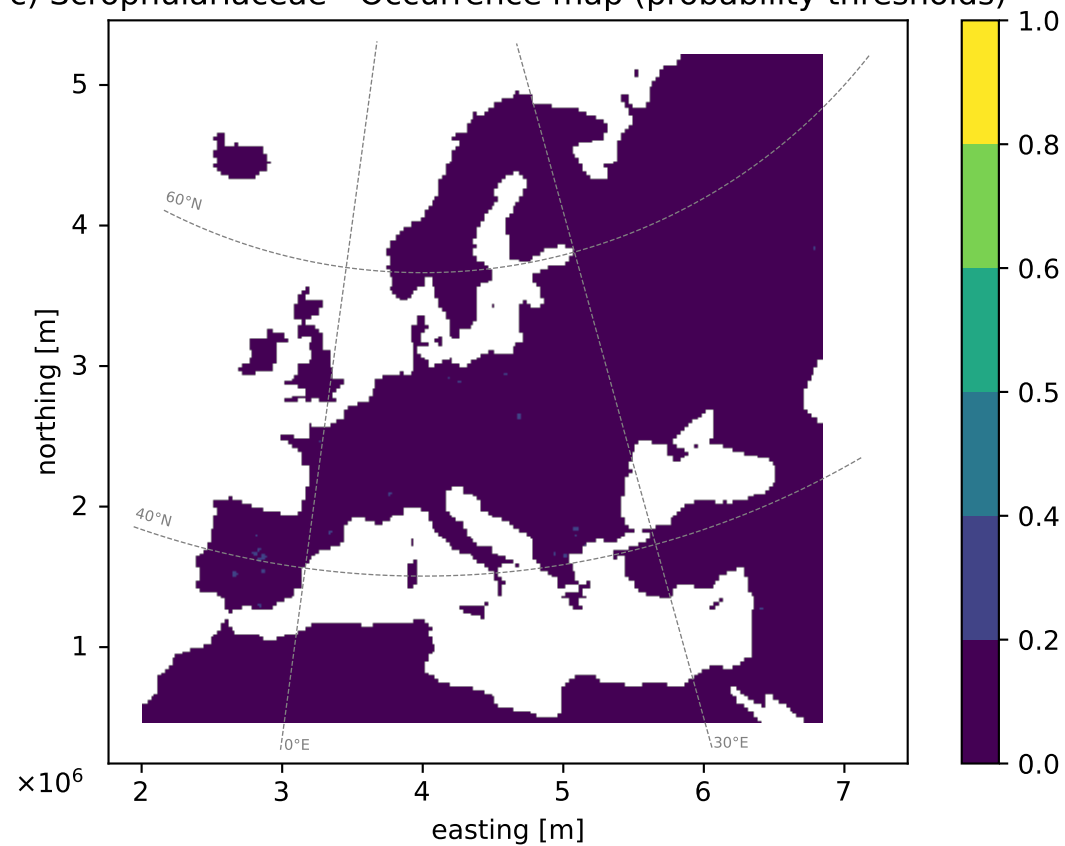 c) Scrophulariaceae - Occurrence map (probability thresholds)
1.0
0.8
0.6
0.5
0.4
0.2
0.0
5
4
3
2
1
northing [m]
60°N
40°N
0°E
30°E
×10⁶
2 3 4 5 6 7
easting [m]